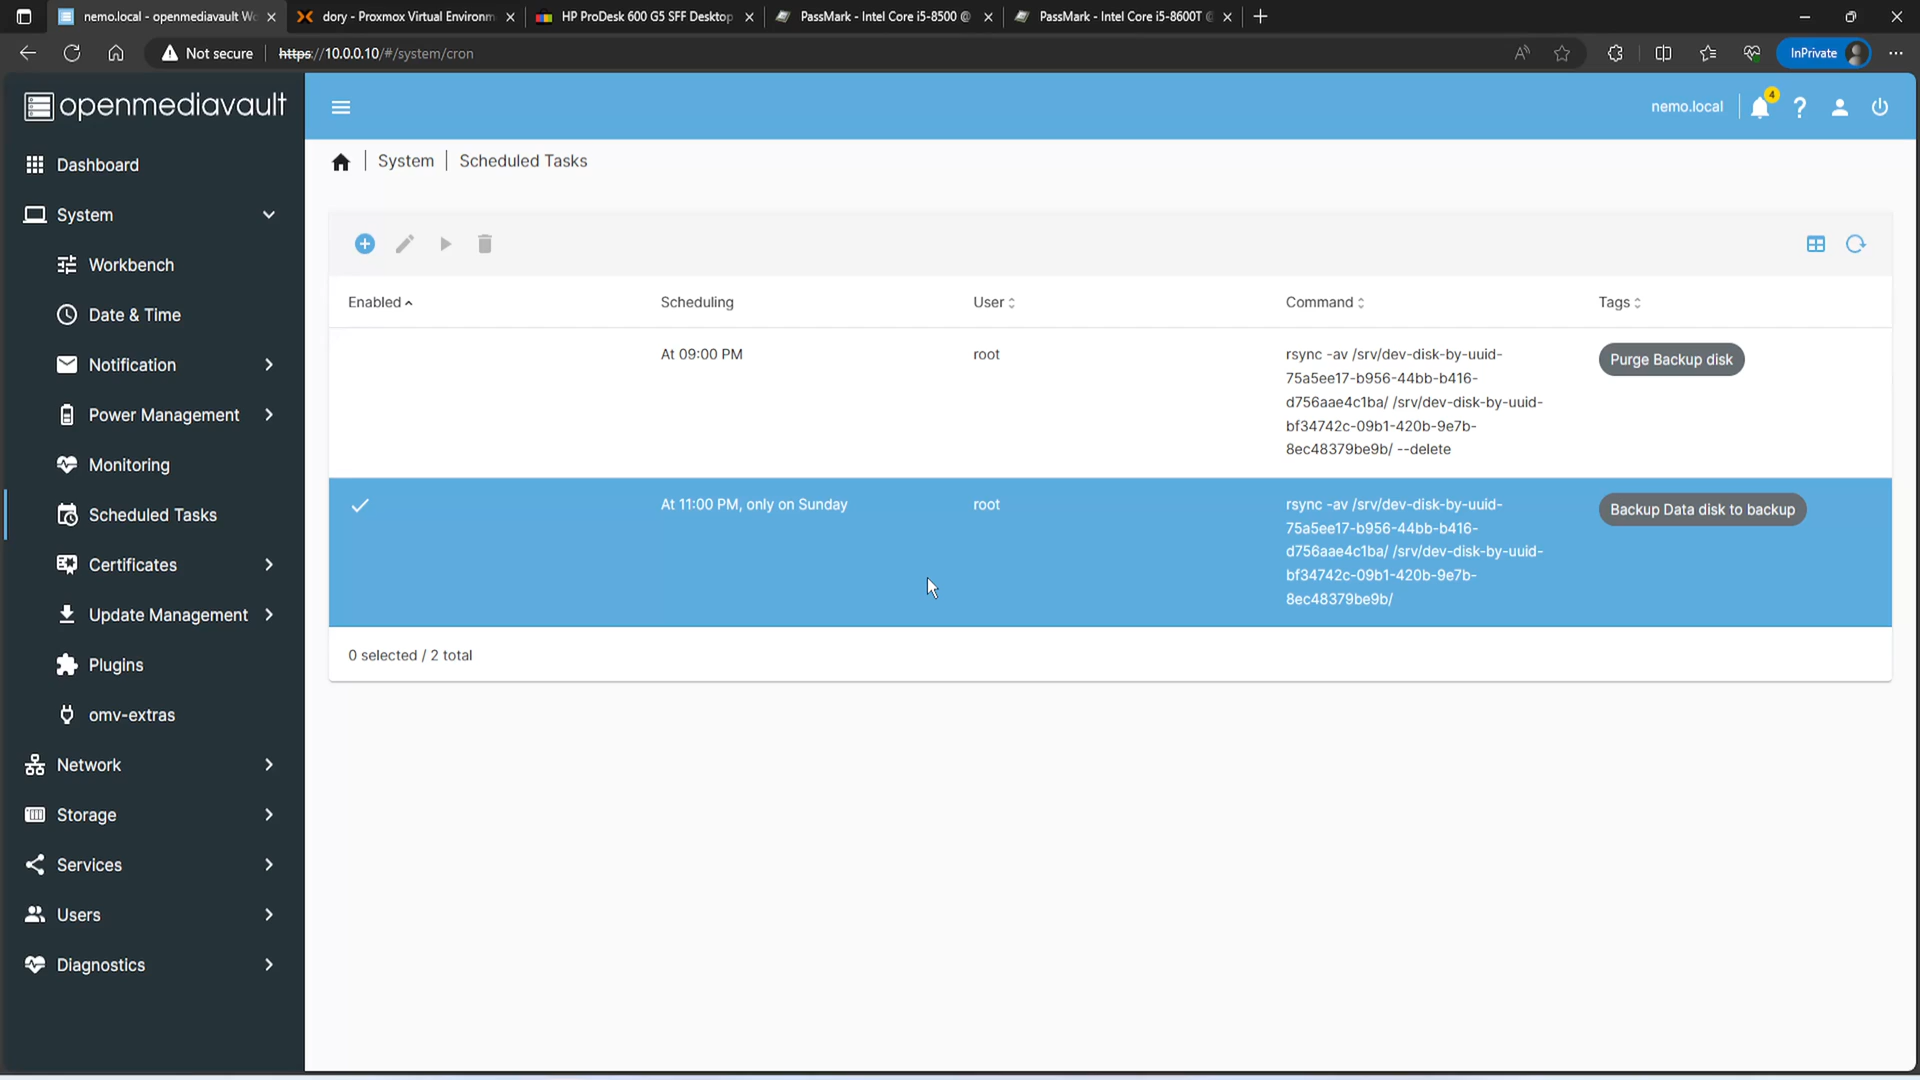 nemo.local - openmediavault Wo
dory - Proxmox Virtual Environm
HP ProDesk 600 G5 SFF Desktop
PassMark - Intel Core i5-8500 @
PassMark - Intel Core i5-8600T @
Not secure
https://10.0.0.10/#/system/cron
InPrivate
openmediavault
nemo.local
4
System
Scheduled Tasks
Dashboard
System
Workbench
Date & Time
Notification
Power Management
Monitoring
Scheduled Tasks
Certificates
Update Management
Plugins
omv-extras
Network
Storage
Services
Users
Diagnostics
Enabled
Scheduling
User
Command
Tags
At 09:00 PM
root
rsync -av /srv/dev-disk-by-uuid-
75a5ee17-b956-44bb-b416-
d756aae4c1ba/ /srv/dev-disk-by-uuid-
bf34742c-09b1-420b-9e7b-
8ec48379be9b/ --delete
Purge Backup disk
At 11:00 PM, only on Sunday
root
rsync -av /srv/dev-disk-by-uuid-
75a5ee17-b956-44bb-b416-
d756aae4c1ba/ /srv/dev-disk-by-uuid-
bf34742c-09b1-420b-9e7b-
8ec48379be9b/
Backup Data disk to backup
0 selected / 2 total